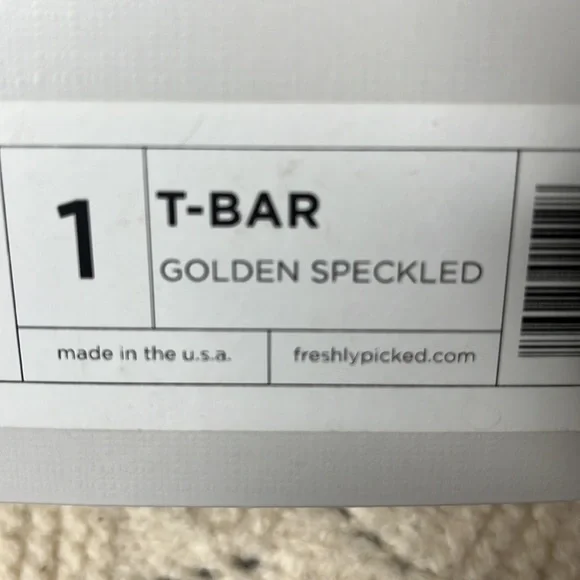 1
T-BAR
GOLDEN SPECKLED
made in the u.s.a.
freshlypicked.com